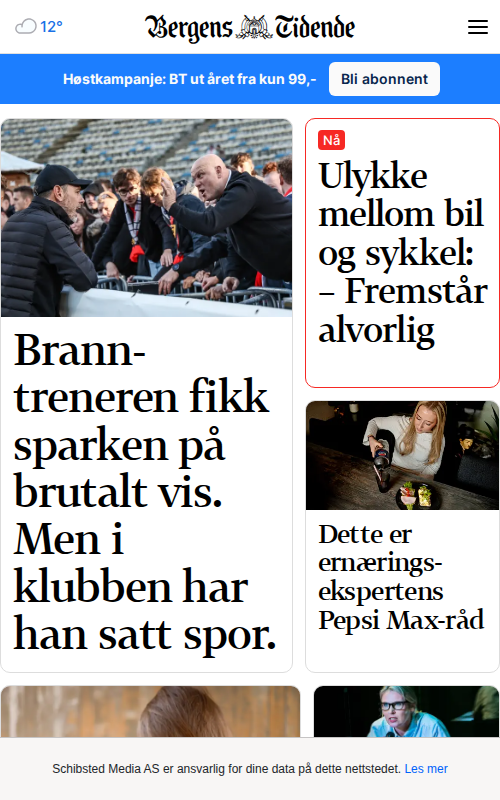 12°
Bergens Tidende
Høstkampanje: BT ut året fra kun 99,-
Bli abonnent
Brann-
treneren fikk
sparken på
brutalt vis.
Men i
klubben har
han satt spor.
Nå
Ulykke
mellom bil
og sykkel:
– Fremstår
alvorlig
Dette er
ernærings-
ekspertens
Pepsi Max-råd
Schibsted Media AS er ansvarlig for dine data på dette nettstedet. Les mer